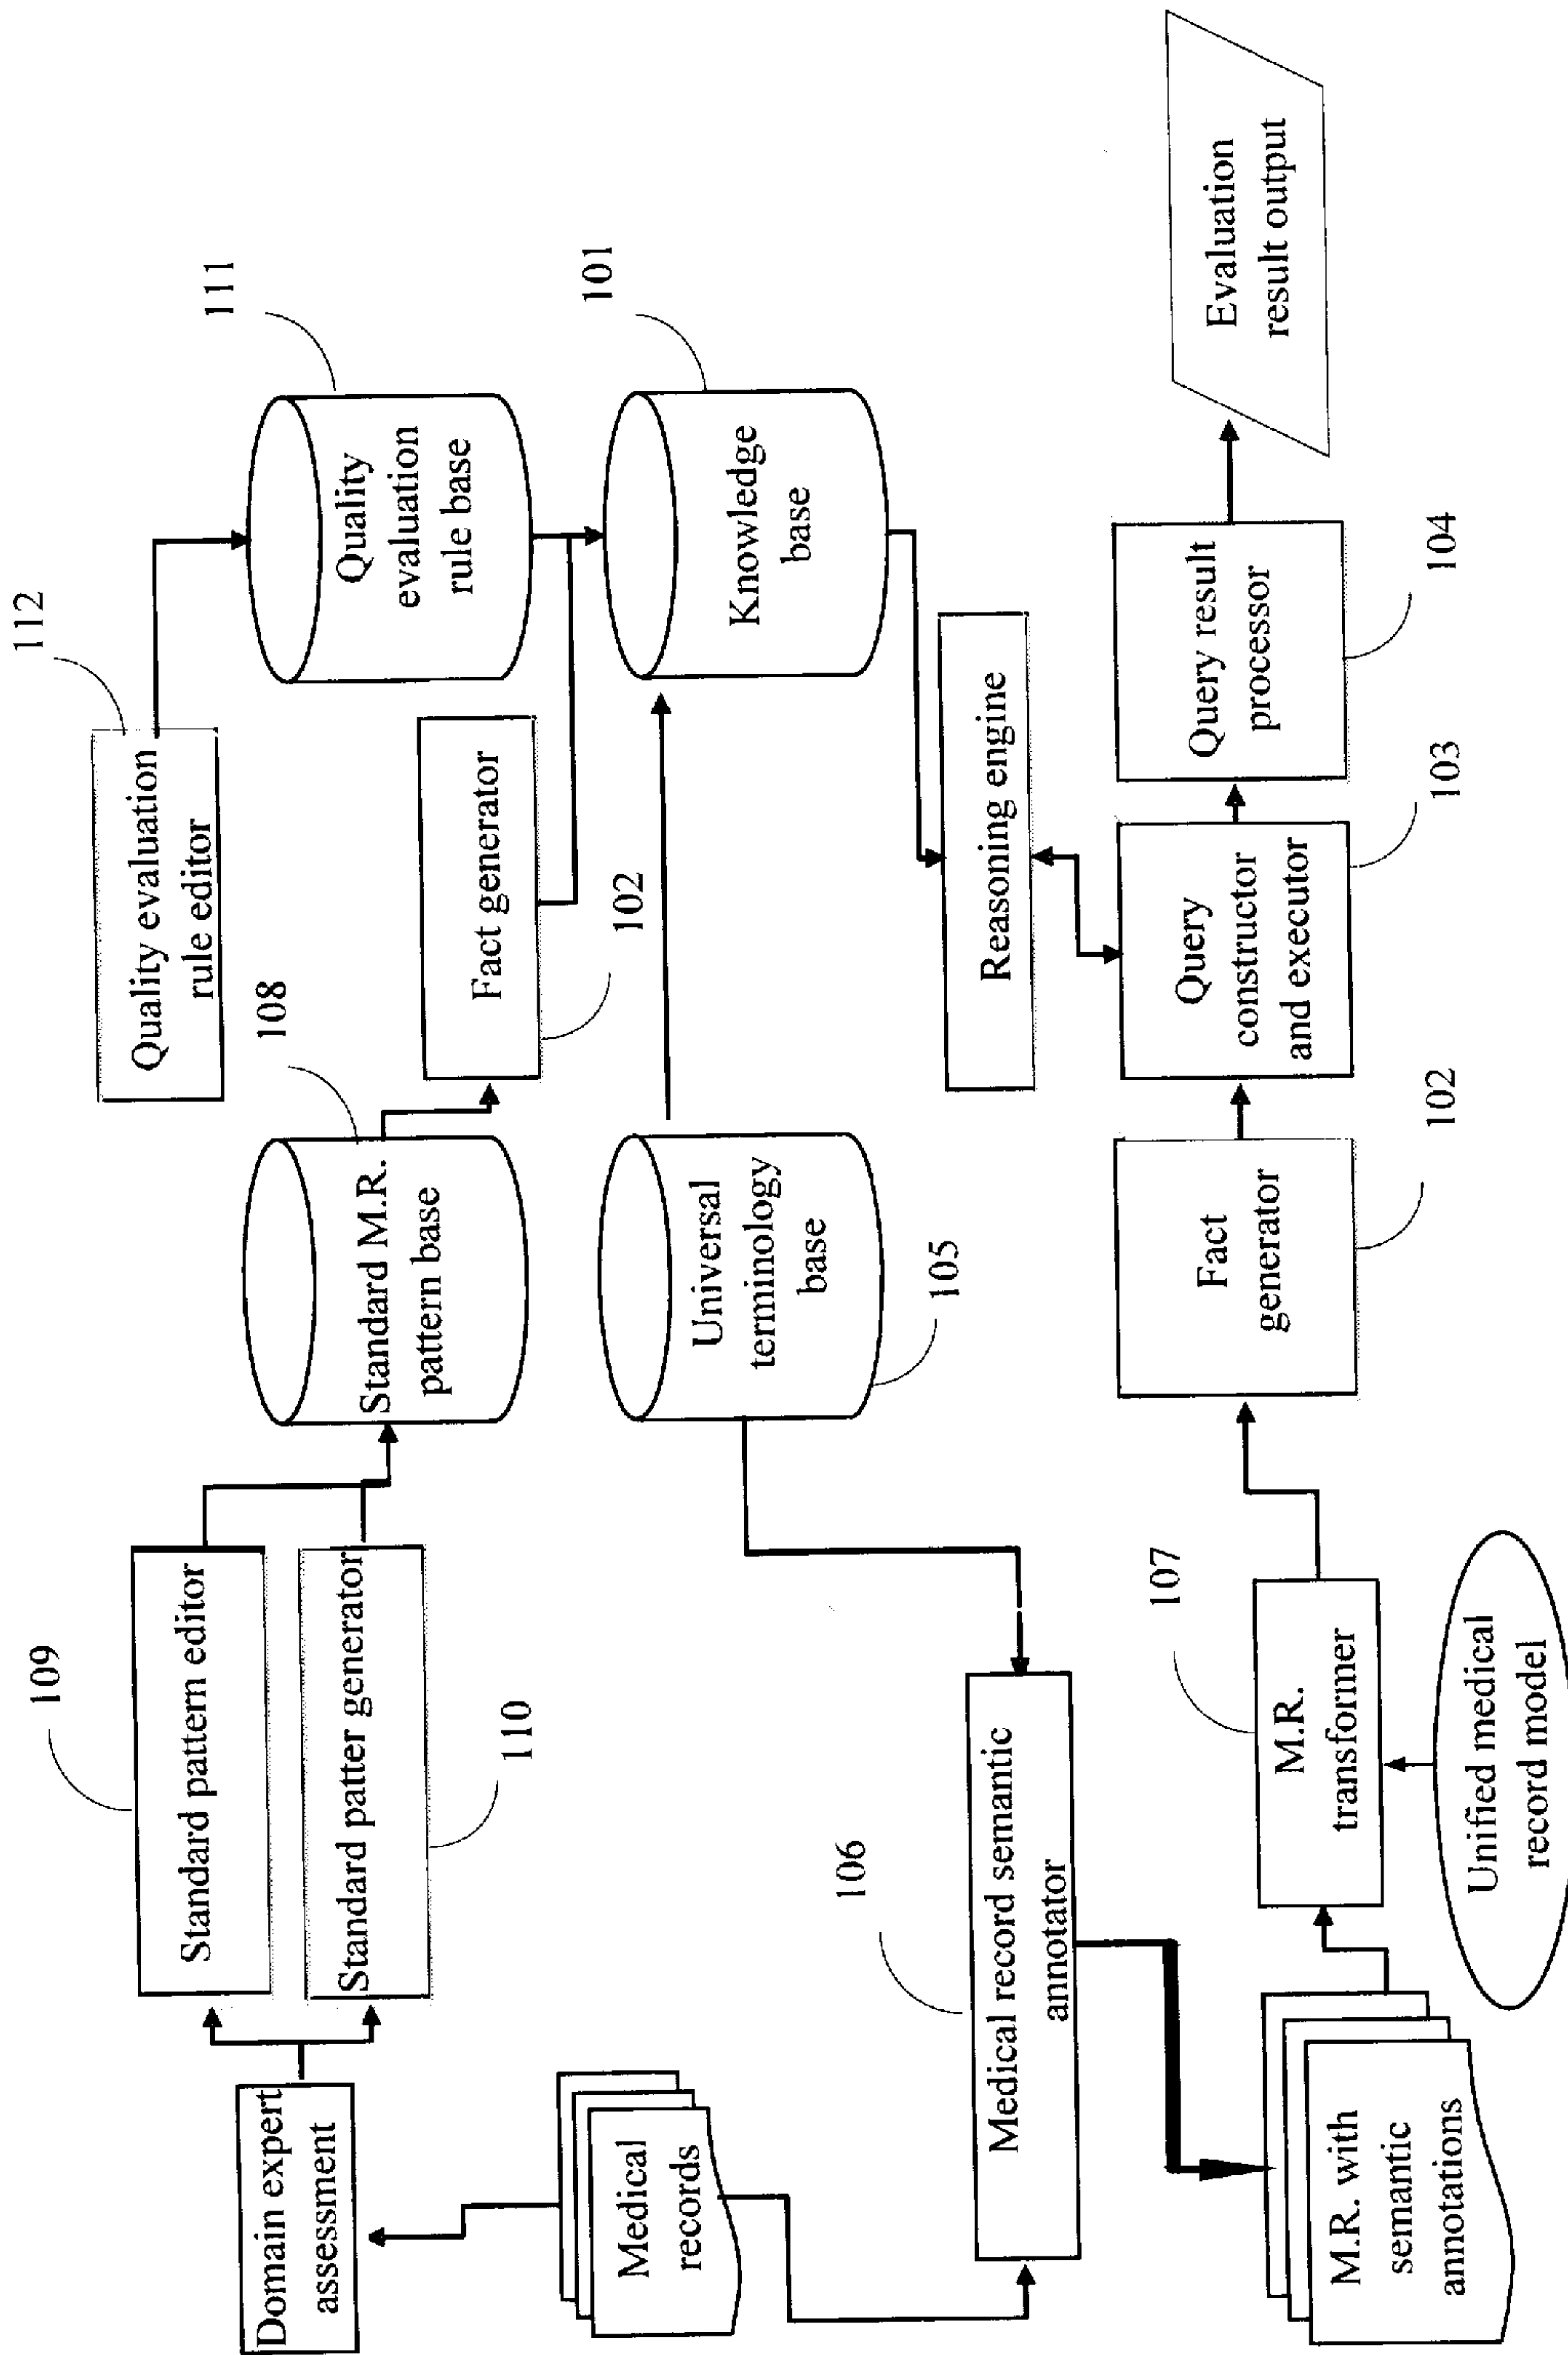 112
Quality evaluation
rule editor
111
Quality
evaluation
rule base
109
Standard pattern editor
Standard patter generator
110
108
Standard M.R.
pattern base
Fact generator
102
Domain expert
assessment
101
Knowledge
base
Universal
terminology
base
105
Medical
records
Reasoning engine
106
Medical record semantic
annotator
M.R. with
semantic
annotations
107
M.R.
transformer
Unified medical
record model
Fact
generator
102
Query
constructor
and executor
103
Query result
processor
104
Evaluation
result output